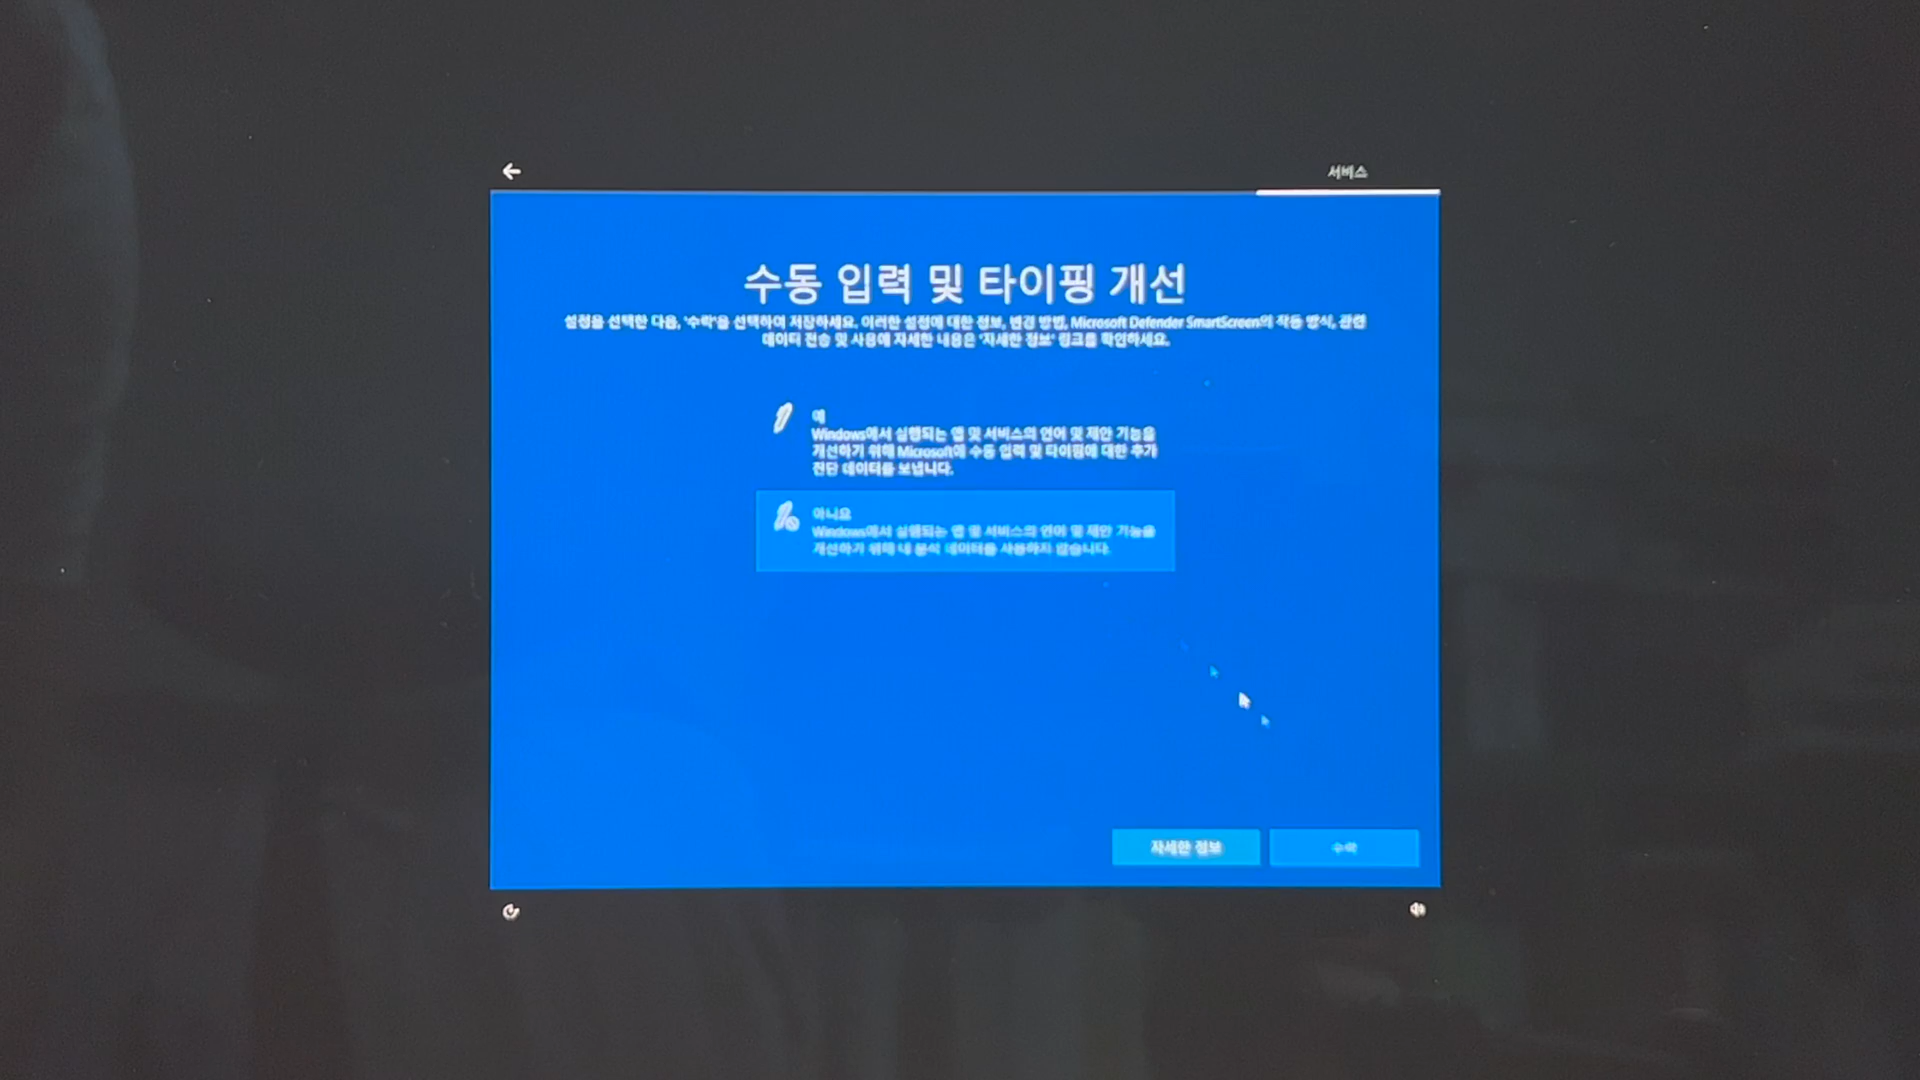 서비스
수동 입력 및 타이핑 개선
설정을 선택한 다음, '수락'을 선택하여 저장하세요. 이러한 설정에 대한 정보, 변경 방법, Microsoft Defender SmartScreen의 작동 방식, 관련
데이터 전송 및 사용에 자세한 내용은 '자세한 정보' 링크를 확인하세요.
예
Windows에서 실행되는 앱 및 서비스의 언어 및 제안 기능을
개선하기 위해 Microsoft에 수동 입력 및 타이핑에 대한 추가
진단 데이터를 보냅니다.
아니요
Windows에서 실행되는 앱 및 서비스의 언어 및 제안 기능을
개선하기 위해 내 분석 데이터를 사용하지 않습니다.
자세한 정보
수락